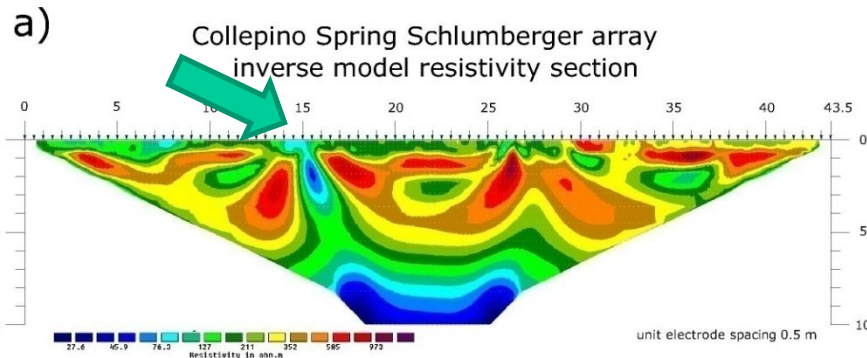 a)
Collepino Spring Schlumberger array
inverse model resistivity section
0 5 10 15 20 25 30 35 40 43.5
0
5
10
27.6 45.9 76.3 127 211 352 585 973
Resistivity in ohm.m
unit electrode spacing 0.5 m